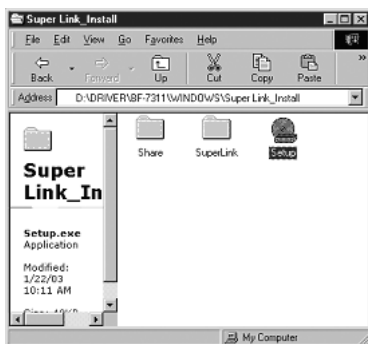 Super Link_Install
File Edit View Go Favorites Help
Back Forward Up Cut Copy Paste »
Address D:\DRIVER\BF-7311\WINDOWS\Super Link_Install
Share SuperLink Setup
Super
Link_In
Setup.exe
Application
Modified:
1/22/03
10:11 AM
My Computer